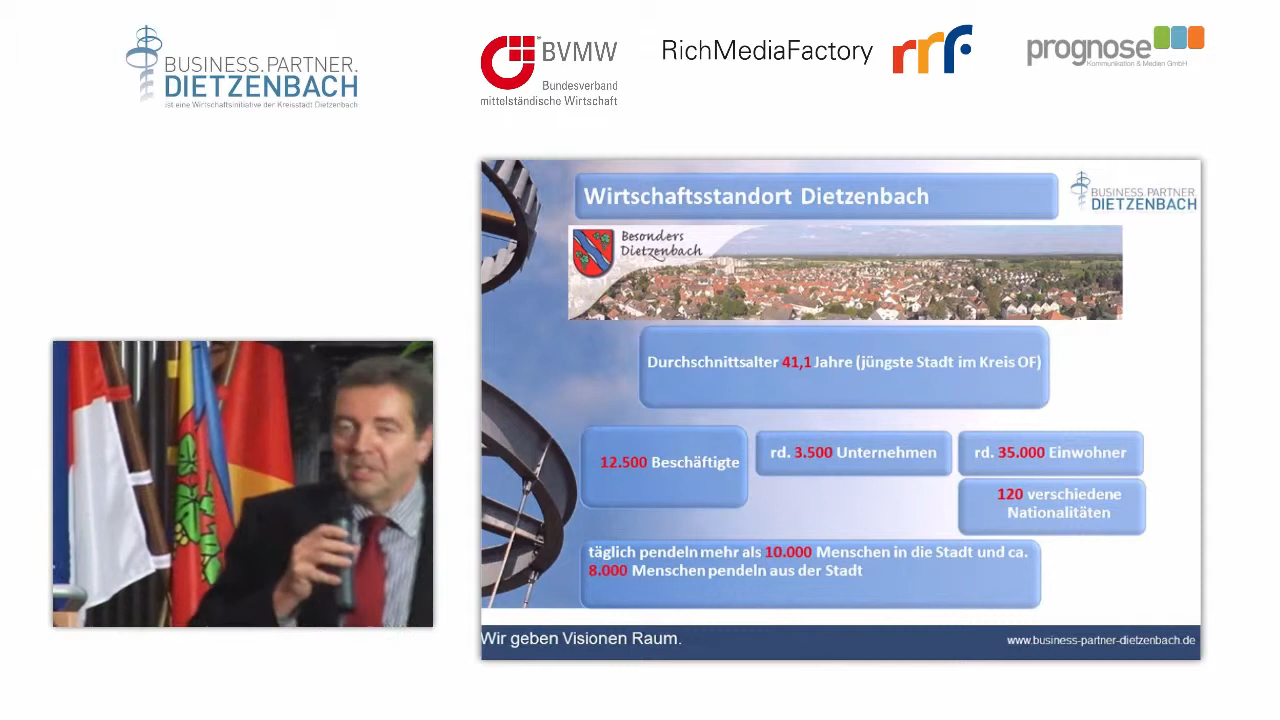 BUSINESS.PARTNER.
DIETZENBACH
ist eine Wirtschaftsinitiative der Kreisstadt Dietzenbach
BVMW
Bundesverband
mittelständische Wirtschaft
RichMediaFactory
rrf
prognose
Kommunikation & Medien GmbH
Wirtschaftsstandort Dietzenbach
BUSINESS.PARTNER.
DIETZENBACH
Besonders
Dietzenbach
Durchschnittsalter 41,1 Jahre (jüngste Stadt im Kreis OF)
12.500 Beschäftigte
rd. 3.500 Unternehmen
rd. 35.000 Einwohner
120 verschiedene
Nationalitäten
täglich pendeln mehr als 10.000 Menschen in die Stadt und ca.
8.000 Menschen pendeln aus der Stadt
Wir geben Visionen Raum.
www.business-partner-dietzenbach.de